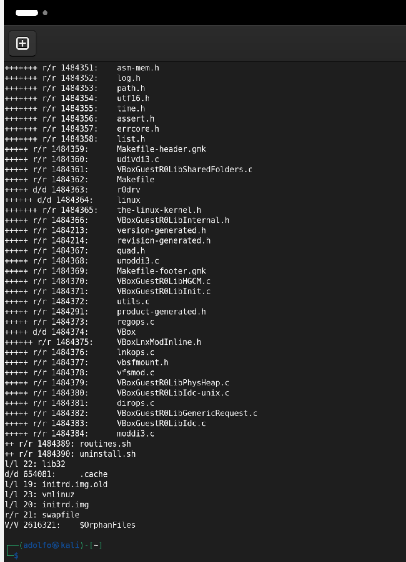 +++++++ r/r 1484351: asm-mem.h
+++++++ r/r 1484352: log.h
+++++++ r/r 1484353: path.h
+++++++ r/r 1484354: utf16.h
+++++++ r/r 1484355: time.h
+++++++ r/r 1484356: assert.h
+++++++ r/r 1484357: errcore.h
+++++++ r/r 1484358: list.h
+++++ r/r 1484359: Makefile-header.gmk
+++++ r/r 1484360: udivdi3.c
+++++ r/r 1484361: VBoxGuestR0LibSharedFolders.c
+++++ r/r 1484362: Makefile
+++++ d/d 1484363: r0drv
++++++ d/d 1484364: linux
+++++++ r/r 1484365: the-linux-kernel.h
+++++ r/r 1484366: VBoxGuestR0LibInternal.h
+++++ r/r 1484213: version-generated.h
+++++ r/r 1484214: revision-generated.h
+++++ r/r 1484367: quad.h
+++++ r/r 1484368: umoddi3.c
+++++ r/r 1484369: Makefile-footer.gmk
+++++ r/r 1484370: VBoxGuestR0LibHGCM.c
+++++ r/r 1484371: VBoxGuestR0LibInit.c
+++++ r/r 1484372: utils.c
+++++ r/r 1484291: product-generated.h
+++++ r/r 1484373: regops.c
+++++ d/d 1484374: VBox
++++++ r/r 1484375: VBoxLnxModInline.h
+++++ r/r 1484376: lnkops.c
+++++ r/r 1484377: vbsfmount.h
+++++ r/r 1484378: vfsmod.c
+++++ r/r 1484379: VBoxGuestR0LibPhysHeap.c
+++++ r/r 1484380: VBoxGuestR0LibIdc-unix.c
+++++ r/r 1484381: dirops.c
+++++ r/r 1484382: VBoxGuestR0LibGenericRequest.c
+++++ r/r 1484383: VBoxGuestR0LibIdc.c
+++++ r/r 1484384: moddi3.c
++ r/r 1484389: routines.sh
++ r/r 1484390: uninstall.sh
l/l 22: lib32
d/d 654081: .cache
l/l 19: initrd.img.old
l/l 23: vmlinuz
l/l 20: initrd.img
r/r 21: swapfile
V/V 2616321: $OrphanFiles
┌──(adolfo㉿kali)-[~]
└─$